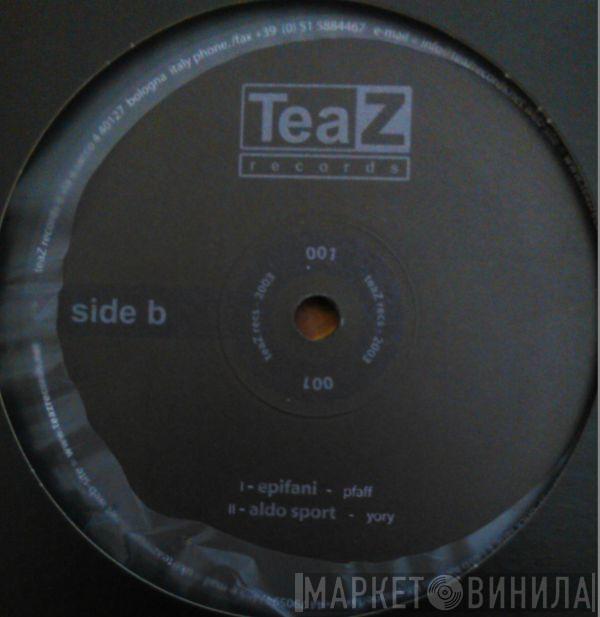 40127 bologna italy phone./fax +39 (0) 51 5884467 e-mail
TeaZ
records
001
teaZ recs - 2003
teaZ recs - 2003
001
side b
I - epifani - pfaff
II - aldo sport - yory
МАРКЕТ ВИНИЛА